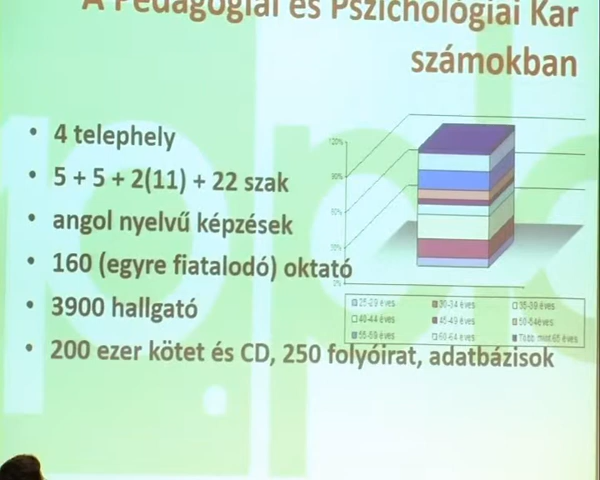 A Pedagógiai és Pszichológiai Kar
számokban
• 4 telephely
• 5 + 5 + 2(11) + 22 szak
• angol nyelvű képzések
• 160 (egyre fiatalodó) oktató
• 3900 hallgató
• 200 ezer kötet és CD, 250 folyóirat, adatbázisok
120%
25-29 éves 30-34 éves 35-39 éves
40-44 éves 45-49 éves 50-54 éves
55-59 éves 60-64 éves Több mint 65 éves